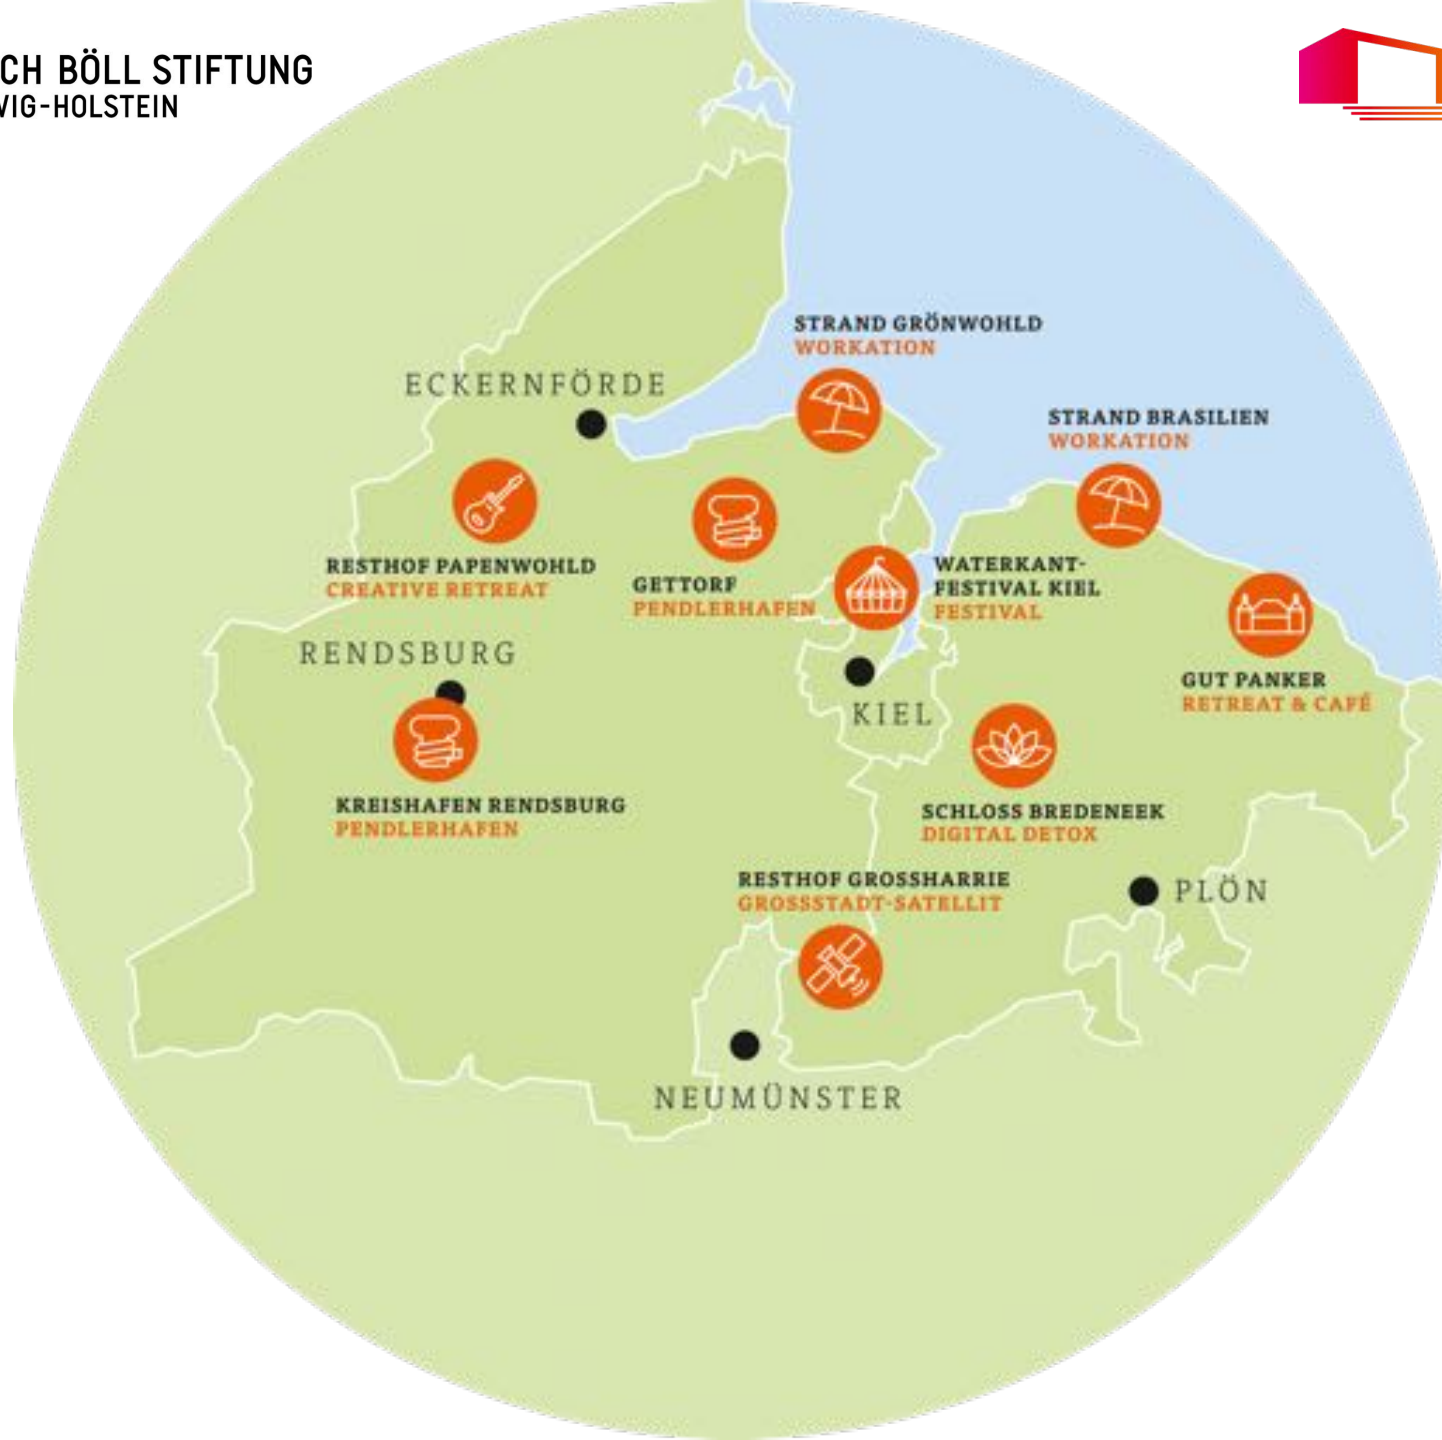 CH BÖLL STIFTUNG
VIG-HOLSTEIN
STRAND GRÖNWOHLD
WORKATION
ECKERNFÖRDE
STRAND BRASILIEN
WORKATION
RESTHOF PAPENWOHLD
CREATIVE RETREAT
GETTORF
PENDLERHAFEN
WATERKANT-
FESTIVAL KIEL
FESTIVAL
RENDSBURG
GUT PANKER
RETREAT & CAFÉ
KIEL
KREISHAFEN RENDSBURG
PENDLERHAFEN
SCHLOSS BREDENEEK
DIGITAL DETOX
RESTHOF GROSSHARRIE
GROSSSTADT-SATELLIT
PLÖN
NEUMÜNSTER